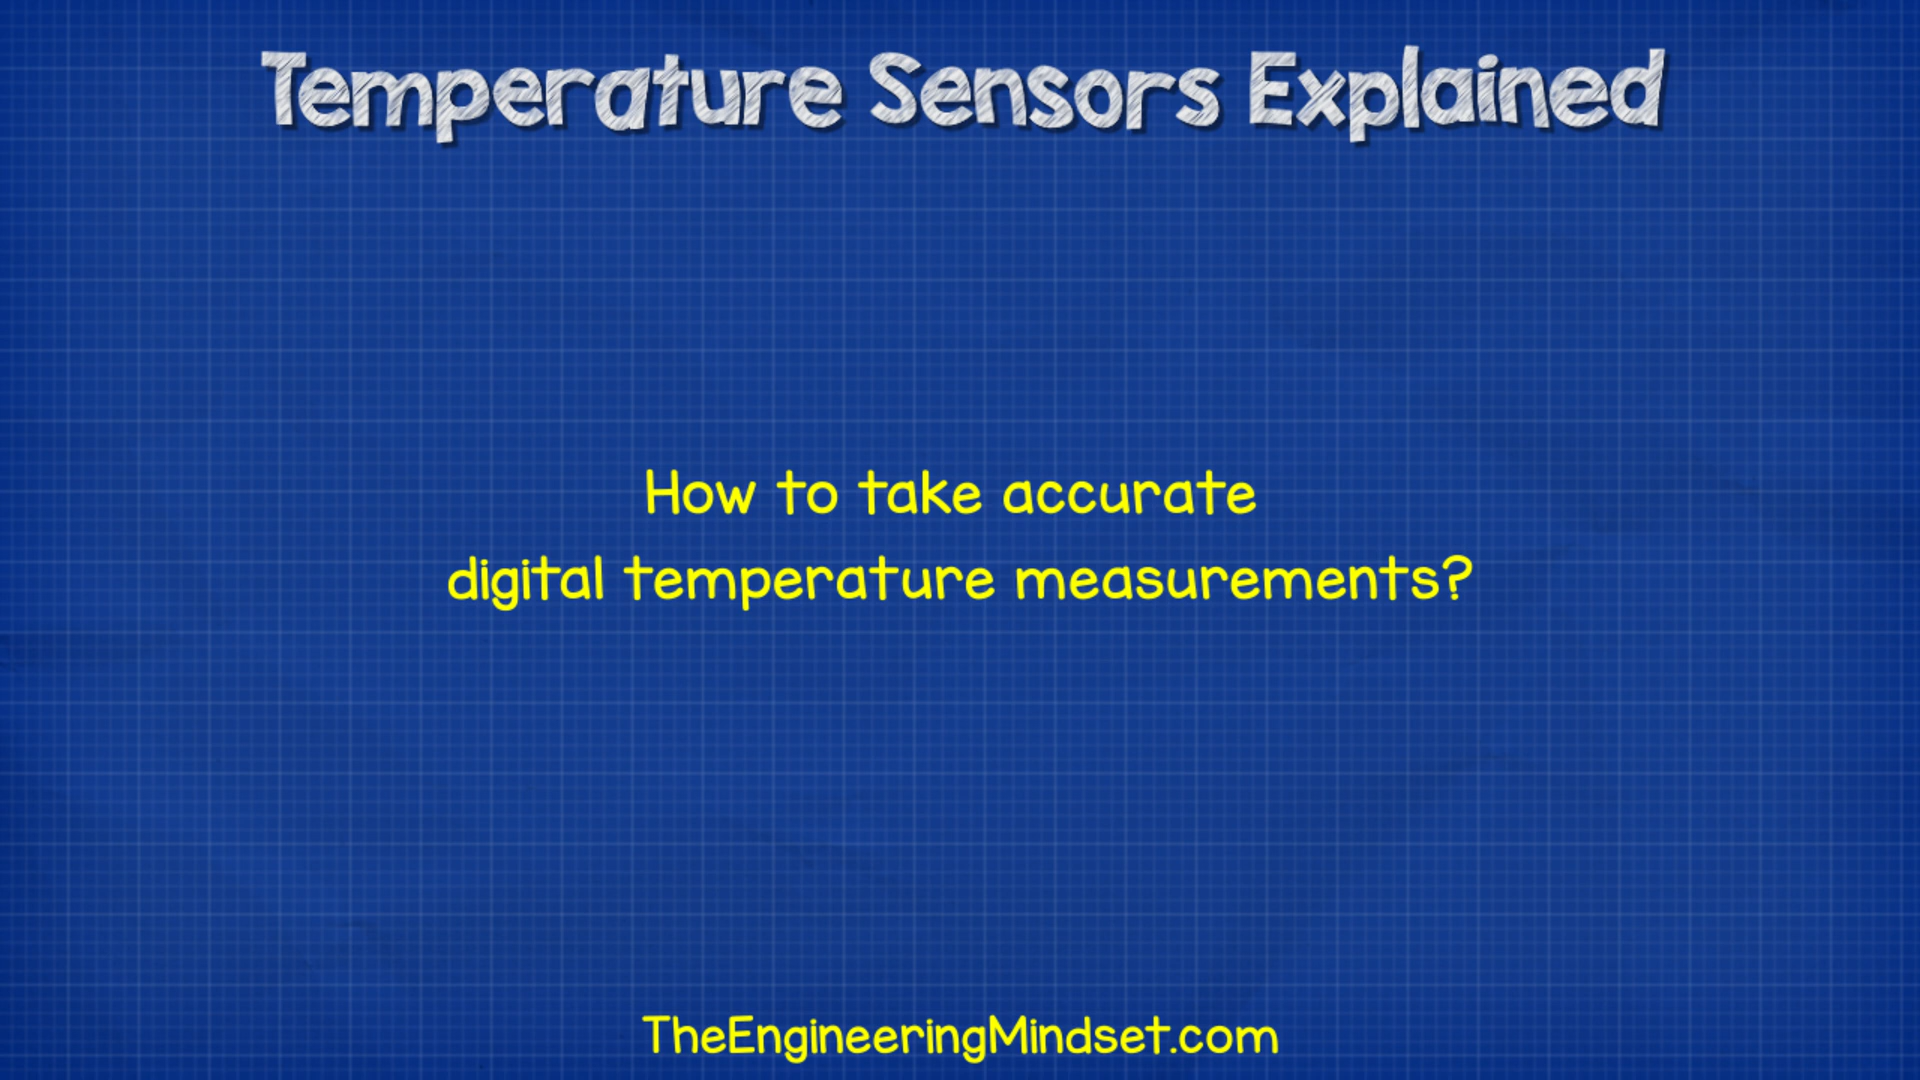 Temperature Sensors Explained
How to take accurate
digital temperature measurements?
TheEngineeringMindset.com